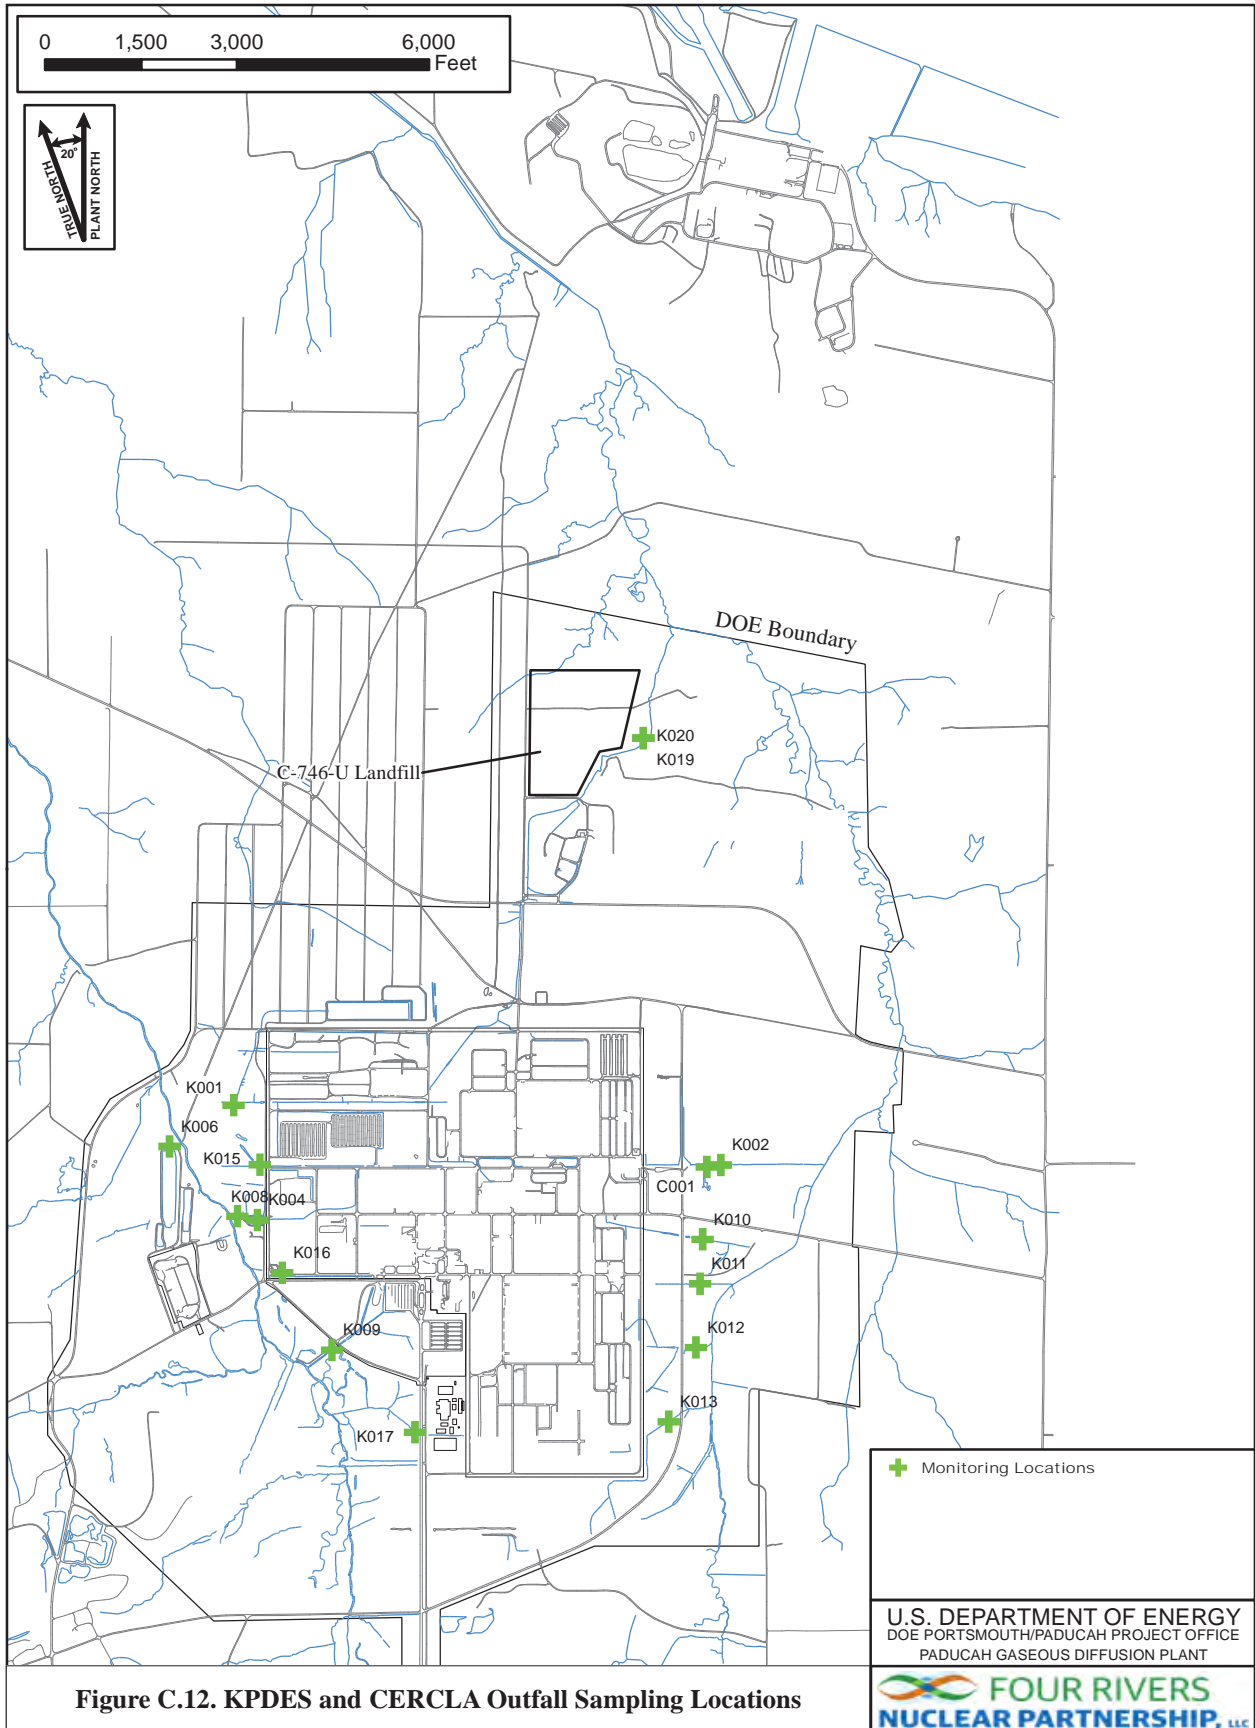 0 1,500 3,000 6,000
Feet
20°
TRUE NORTH
PLANT NORTH
DOE Boundary
K020
K019
C-746-U Landfill
K001
K006
K015
K002
C001
K008
K004
K010
K016
K011
K009
K012
K013
K017
Monitoring Locations
U.S. DEPARTMENT OF ENERGY
DOE PORTSMOUTH/PADUCAH PROJECT OFFICE
PADUCAH GASEOUS DIFFUSION PLANT
Figure C.12. KPDES and CERCLA Outfall Sampling Locations
FOUR RIVERS
NUCLEAR PARTNERSHIP, LLC